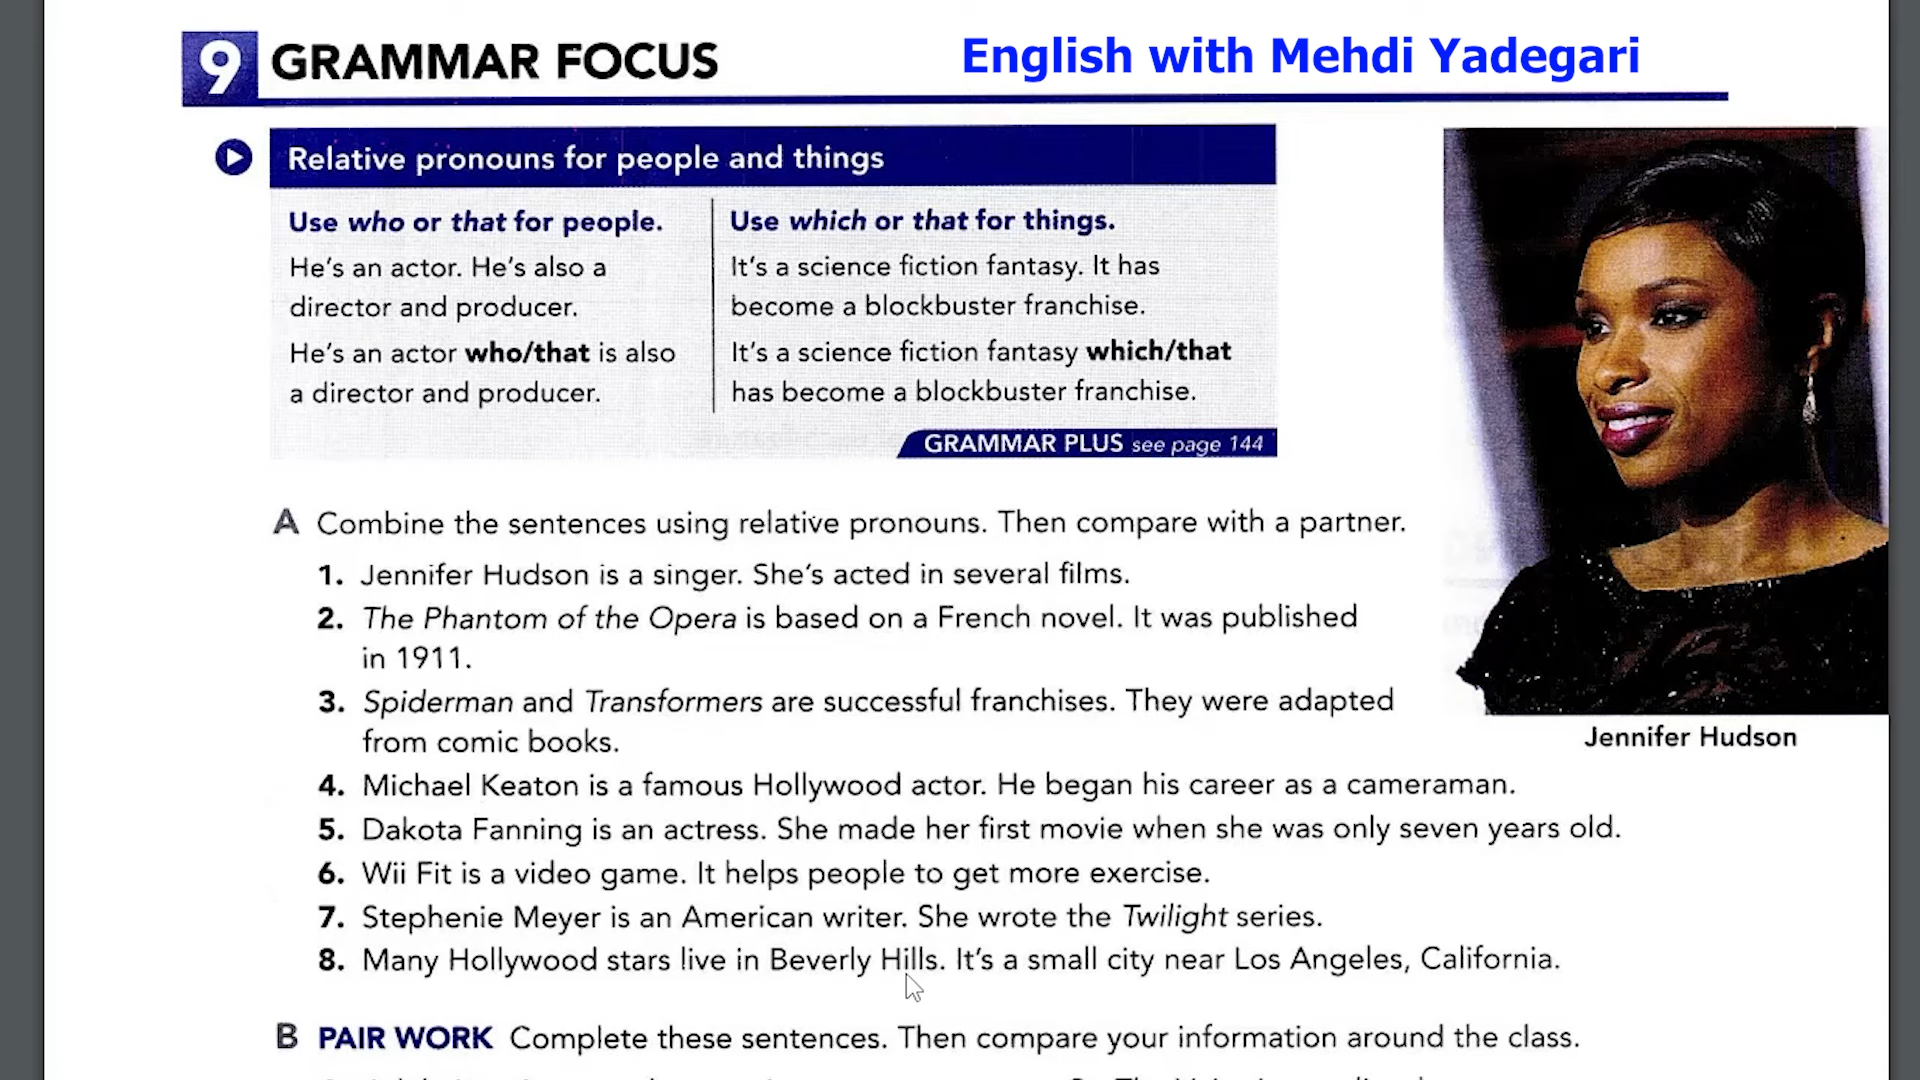 9 GRAMMAR FOCUS
English with Mehdi Yadegari
Relative pronouns for people and things
Use who or that for people.
He's an actor. He's also a
director and producer.
He's an actor who/that is also
a director and producer.
Use which or that for things.
It's a science fiction fantasy. It has
become a blockbuster franchise.
It's a science fiction fantasy which/that
has become a blockbuster franchise.
GRAMMAR PLUS see page 144
A Combine the sentences using relative pronouns. Then compare with a partner.
1. Jennifer Hudson is a singer. She's acted in several films.
2. The Phantom of the Opera is based on a French novel. It was published
in 1911.
3. Spiderman and Transformers are successful franchises. They were adapted
from comic books.
4. Michael Keaton is a famous Hollywood actor. He began his career as a cameraman.
5. Dakota Fanning is an actress. She made her first movie when she was only seven years old.
6. Wii Fit is a video game. It helps people to get more exercise.
7. Stephenie Meyer is an American writer. She wrote the Twilight series.
8. Many Hollywood stars live in Beverly Hills. It's a small city near Los Angeles, California.
Jennifer Hudson
B PAIR WORK Complete these sentences. Then compare your information around the class.